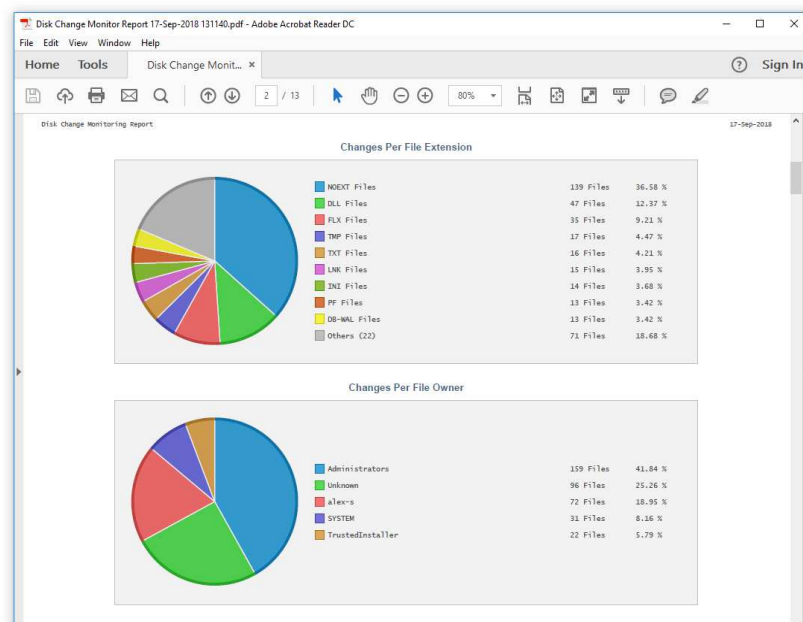 Disk Change Monitor Report 17-Sep-2018 131140.pdf - Adobe Acrobat Reader DC
File Edit View Window Help
Home Tools Disk Change Monit... × ? Sign In
2 / 13 80%
Disk Change Monitoring Report 17-Sep-2018
Changes Per File Extension
NOEXT Files 139 Files 36.58 %
DLL Files 47 Files 12.37 %
FLX Files 35 Files 9.21 %
TMP Files 17 Files 4.47 %
TXT Files 16 Files 4.21 %
LNK Files 15 Files 3.95 %
INI Files 14 Files 3.68 %
PF Files 13 Files 3.42 %
DB-WAL Files 13 Files 3.42 %
Others (22) 71 Files 18.68 %
Changes Per File Owner
Administrators 159 Files 41.84 %
Unknown 96 Files 25.26 %
alex-s 72 Files 18.95 %
SYSTEM 31 Files 8.16 %
TrustedInstaller 22 Files 5.79 %